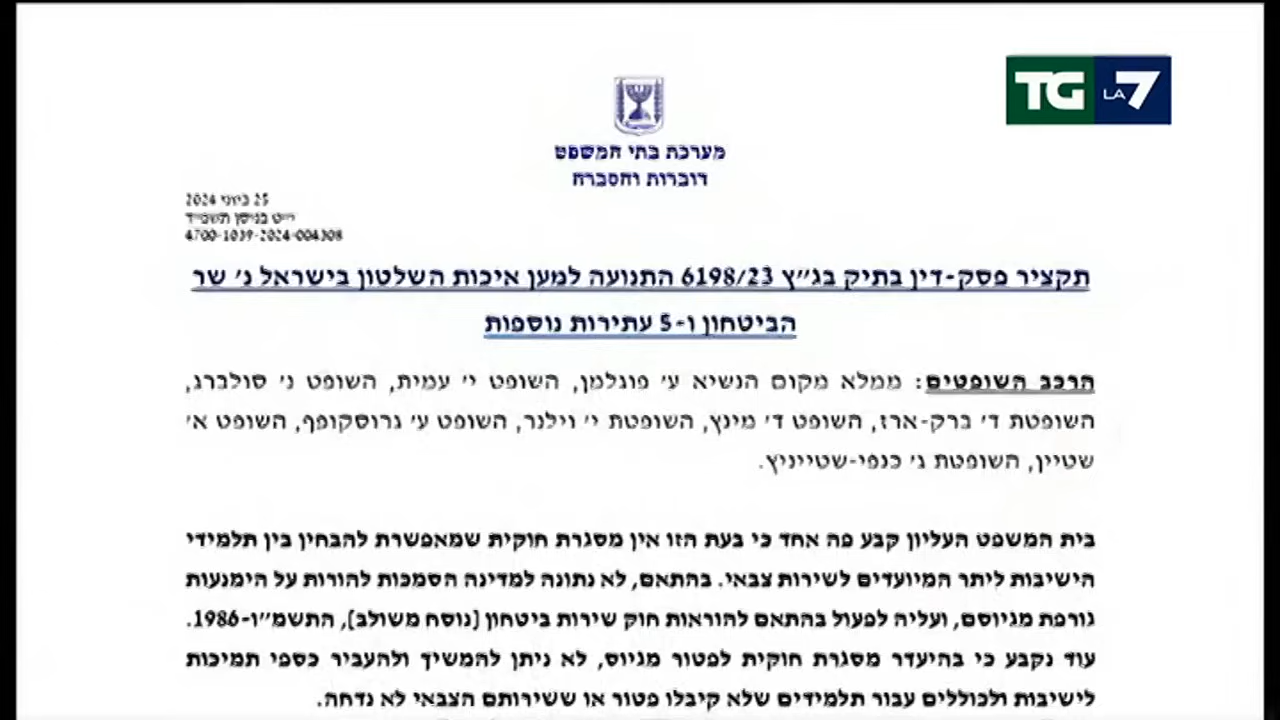 TG LA7
מערכת בתי המשפט
דוברות והסברה
25 ביוני 2024
י״ט בסיון תשפ״ד
4700-1039-2024-004308
תקציר פסק-דין בתיק בג״ץ 6198/23 התנועה למען איכות השלטון בישראל נ׳ שר
הביטחון ו-5 עתירות נוספות
הרכב השופטים: ממלא מקום הנשיא ע׳ פוגלמן, השופט י׳ עמית, השופט נ׳ סולברג,
השופטת ד׳ ברק-ארז, השופט ד׳ מינץ, השופטת י׳ וילנר, השופט ע׳ גרוסקופף, השופט א׳
שטיין, השופטת ג׳ כנפי-שטייניץ.
בית המשפט העליון קבע פה אחד כי בעת הזו אין מסגרת חוקית שמאפשרת להבחין בין תלמידי
הישיבות ליתר המיועדים לשירות צבאי. בהתאם, לא נתונה למדינה הסמכות להורות על הימנעות
גורפת מגיוסם, ועליה לפעול בהתאם להוראות חוק שירות ביטחון [נוסח משולב], התשמ״ו-1986.
עוד נקבע כי בהיעדר מסגרת חוקית לפטור מגיוס, לא ניתן להמשיך ולהעביר כספי תמיכות
לישיבות ולכוללים עבור תלמידים שלא קיבלו פטור או ששירותם הצבאי לא נדחה.